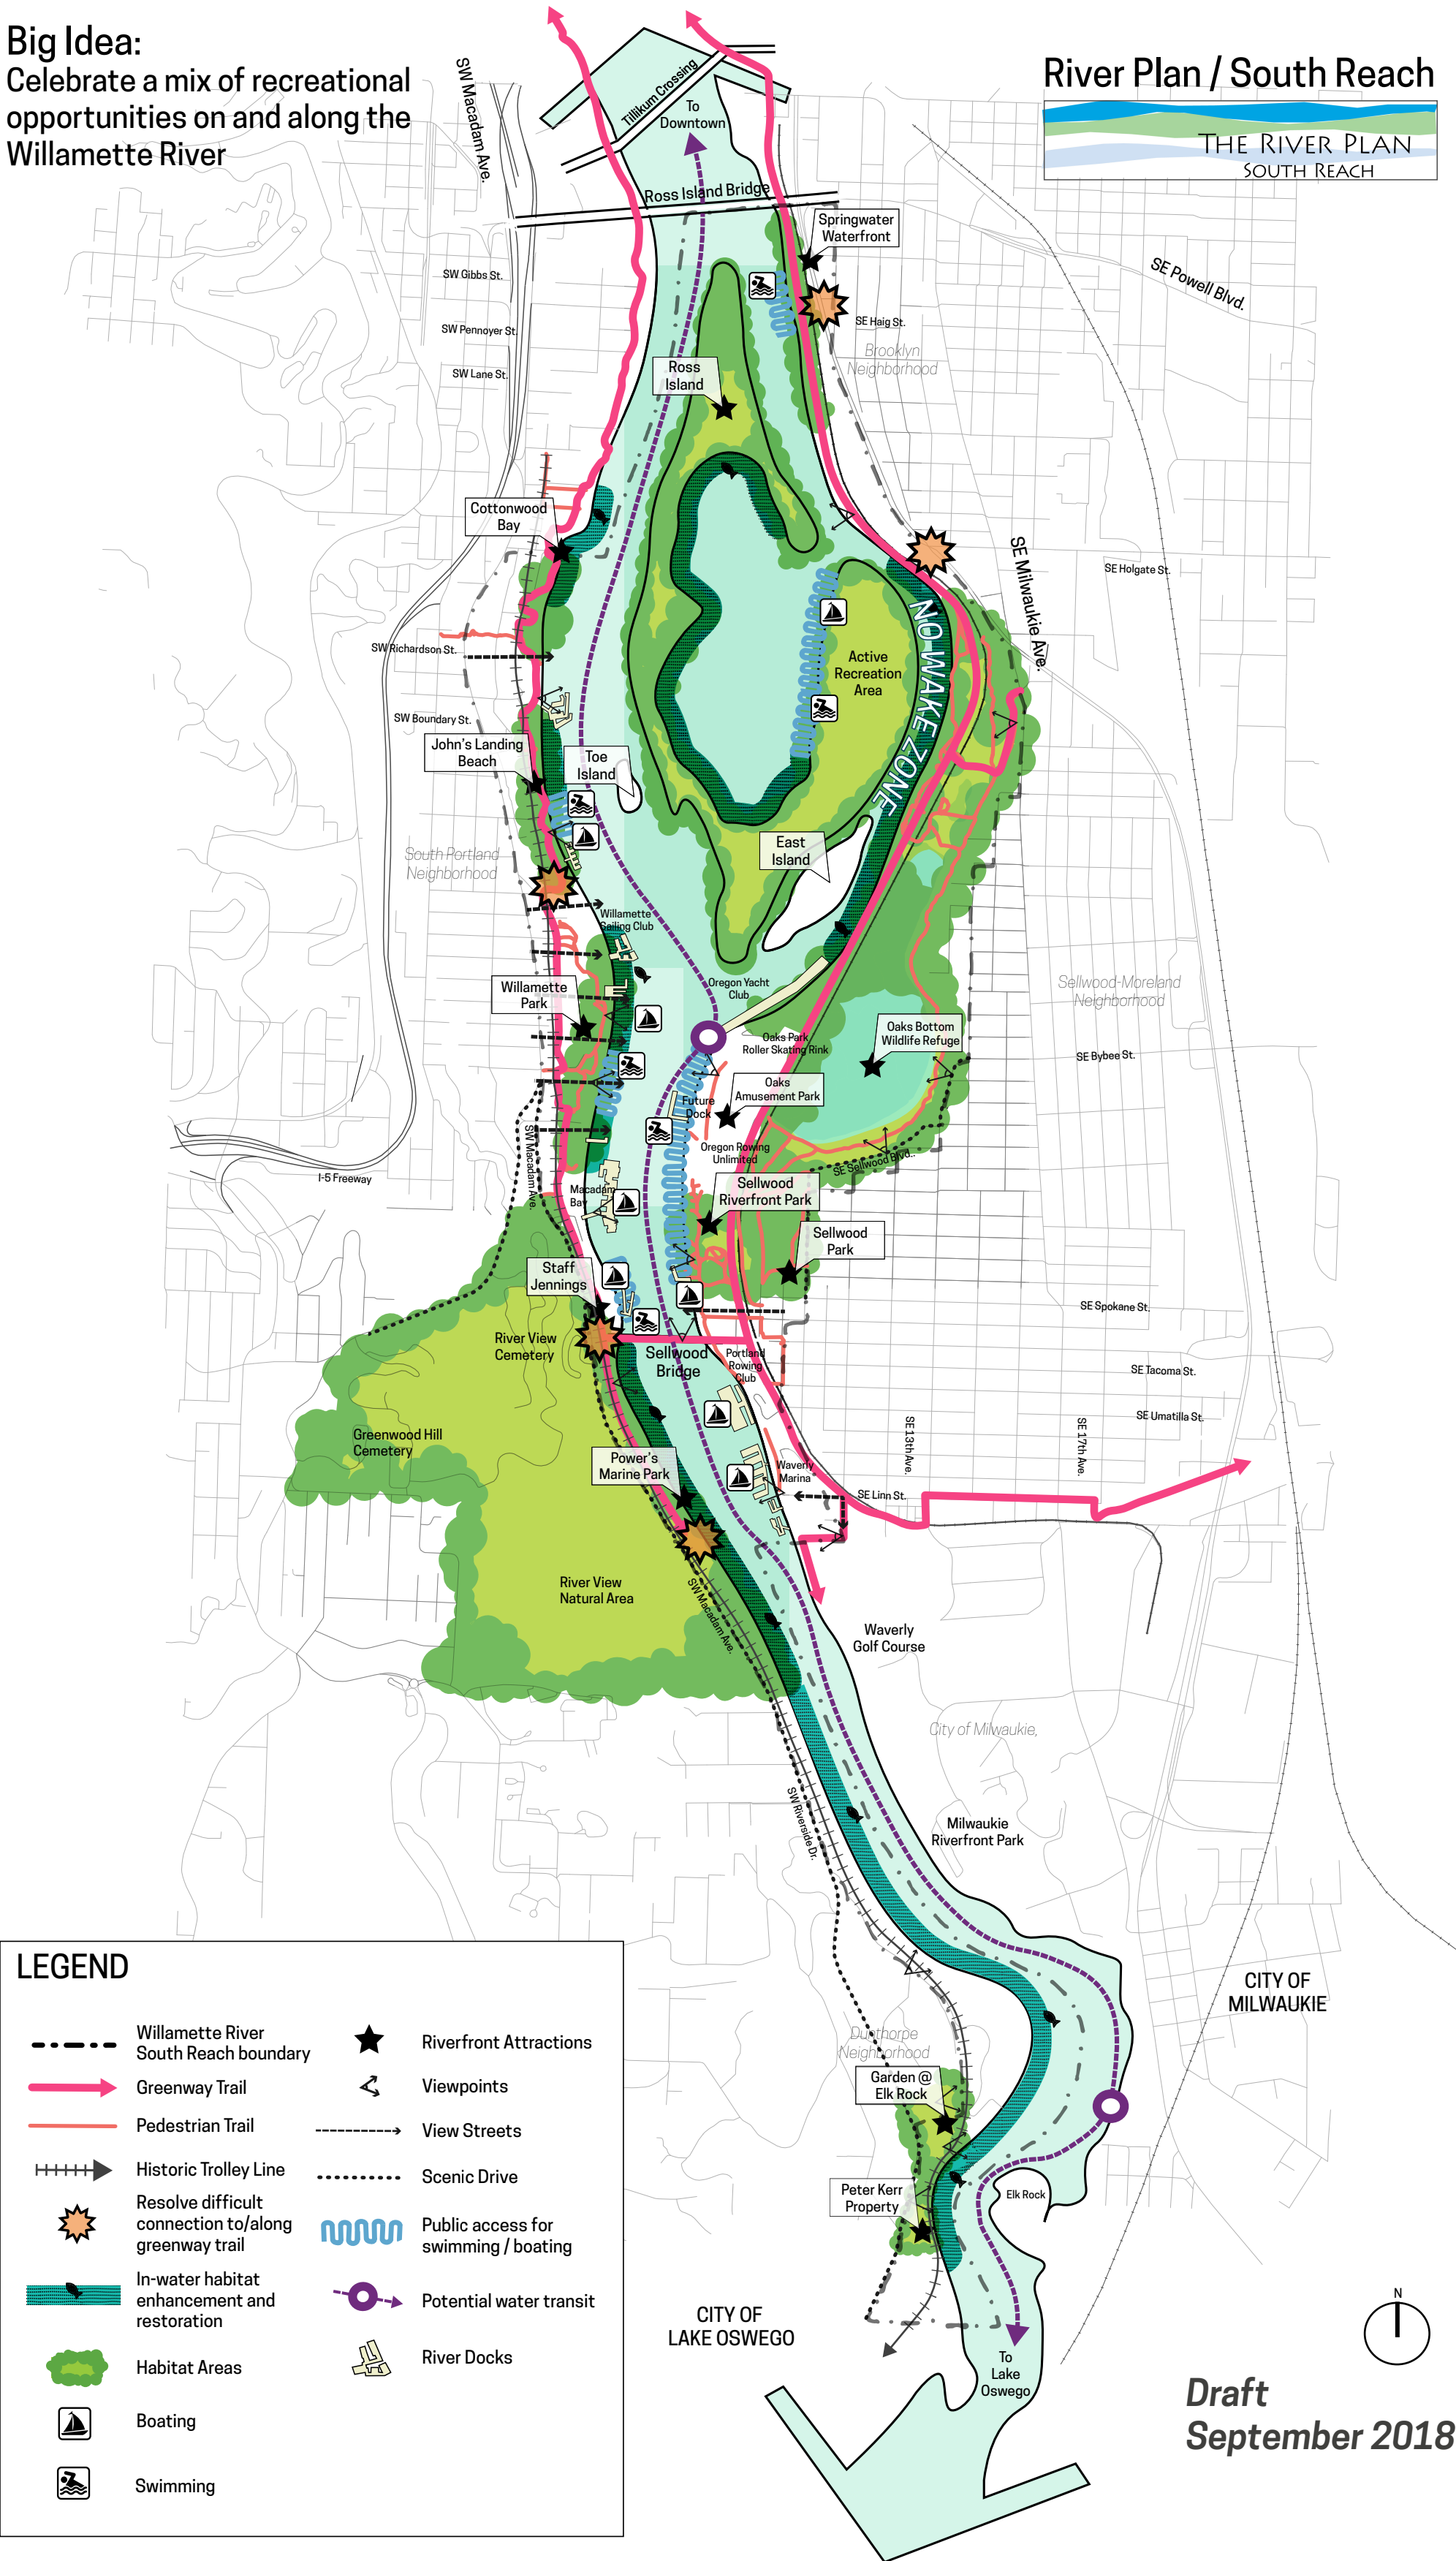 Big Idea:
Celebrate a mix of recreational
opportunities on and along the
Willamette River
River Plan / South Reach
THE RIVER PLAN
SOUTH REACH
SW Macadam Ave.
Tillikum Crossing
To
Downtown
Ross Island Bridge
Springwater
Waterfront
SE Powell Blvd.
SW Gibbs St.
SW Pennoyer St.
SW Lane St.
SE Haig St.
Brooklyn
Neighborhood
Ross
Island
Cottonwood
Bay
SE Holgate St.
SE Milwaukie Ave.
NO WAKE ZONE
Active
Recreation
Area
SW Richardson St.
SW Boundary St.
John's Landing
Beach
Toe
Island
South Portland
Neighborhood
East
Island
Willamette
Sailing Club
Willamette
Park
Oregon Yacht
Club
Sellwood-Moreland
Neighborhood
Oaks Park
Roller Skating Rink
Oaks Bottom
Wildlife Refuge
SE Bybee St.
Oaks
Amusement Park
Future
Dock
Oregon Rowing
Unlimited
SW Macadam Ave.
SE Sellwood Blvd.
I-5 Freeway
Macadam
Bay
Sellwood
Riverfront Park
Sellwood
Park
Staff
Jennings
SE Spokane St.
River View
Cemetery
Sellwood
Bridge
Portland
Rowing
Club
SE Tacoma St.
SE Umatilla St.
SE 13th Ave.
SE 17th Ave.
Greenwood Hill
Cemetery
Power's
Marine Park
Waverly
Marina
SE Linn St.
River View
Natural Area
SW Macadam Ave.
Waverly
Golf Course
City of Milwaukie,
SW Riverside Dr.
Milwaukie
Riverfront Park
CITY OF
MILWAUKIE
Dunthorpe
Neighborhood
Garden @
Elk Rock
Peter Kerr
Property
Elk Rock
CITY OF
LAKE OSWEGO
To
Lake
Oswego
N
Draft
September 2018
LEGEND
Willamette River
South Reach boundary
Greenway Trail
Pedestrian Trail
Historic Trolley Line
Resolve difficult
connection to/along
greenway trail
In-water habitat
enhancement and
restoration
Habitat Areas
Boating
Swimming
Riverfront Attractions
Viewpoints
View Streets
Scenic Drive
Public access for
swimming / boating
Potential water transit
River Docks